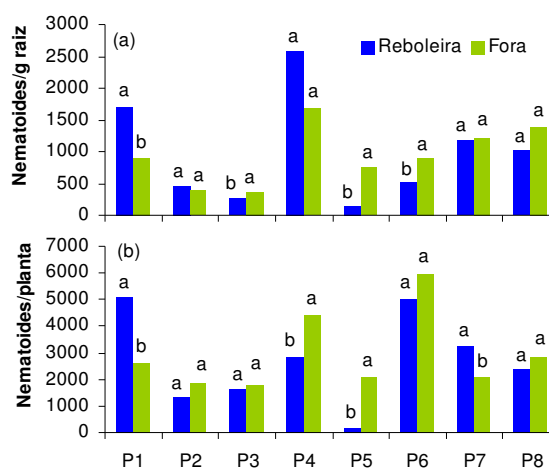 (a)
Reboleira Fora
Nematoides/g raiz
3000
2500
2000
1500
1000
500
0
a b a a b a a a b a b a a a a a
(b)
Nematoides/planta
7000
6000
5000
4000
3000
2000
1000
0
a b a a a a b a b a a a a b a a
P1 P2 P3 P4 P5 P6 P7 P8